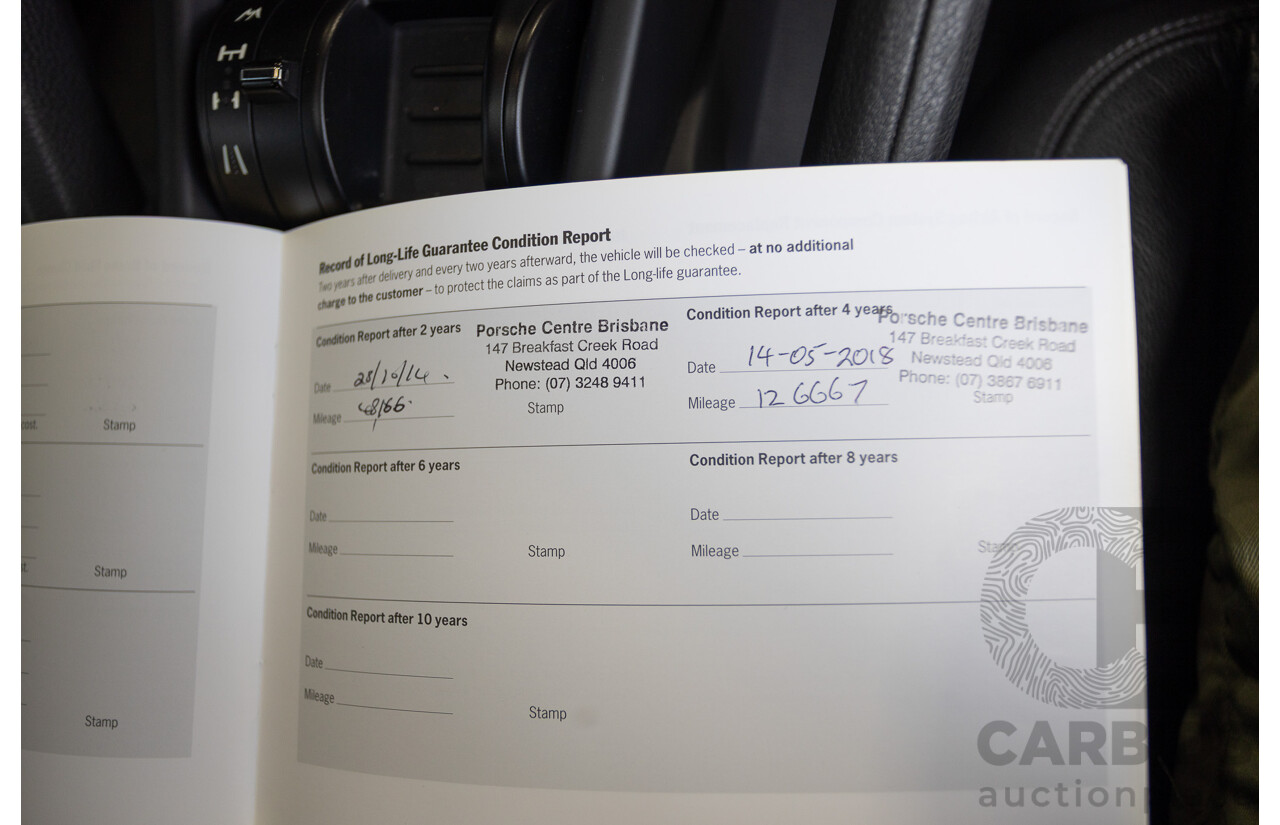 Record of Long-Life Guarantee Condition Report
Two years after delivery and every two years afterward, the vehicle will be checked – at no additional
charge to the customer – to protect the claims as part of the Long-life guarantee.
Condition Report after 2 years
Porsche Centre Brisbane
147 Breakfast Creek Road
Newstead Qld 4006
Phone: (07) 3248 9411
Date 28/10/14
Mileage 48166
Stamp
Condition Report after 4 years
Porsche Centre Brisbane
147 Breakfast Creek Road
Newstead Qld 4006
Phone: (07) 3867 6911
Date 14-05-2018
Mileage 126667
Stamp
Condition Report after 6 years
Date
Mileage
Stamp
Condition Report after 8 years
Date
Mileage
Stamp
Condition Report after 10 years
Date
Mileage
Stamp
cost.
Stamp
Stamp
Stamp
CARB
auction